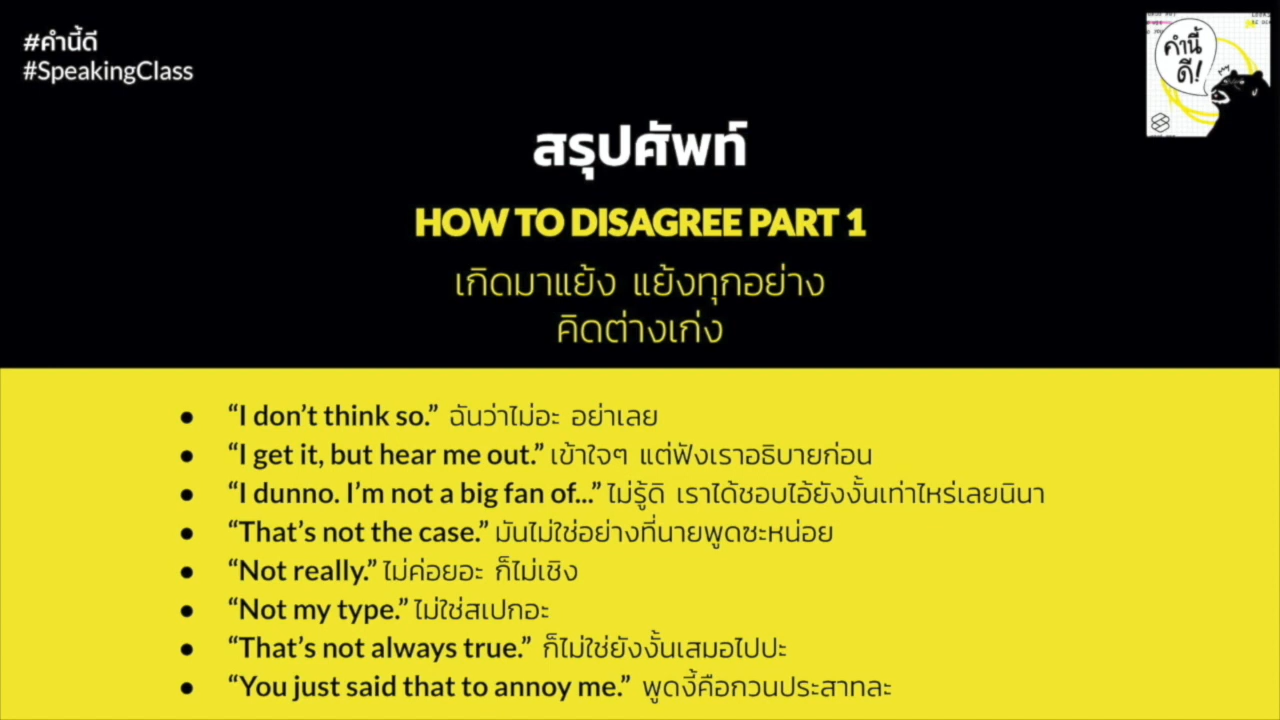 #คำนี้ดี
#SpeakingClass
คำนี้
ดี!
สรุปศัพท์
HOW TO DISAGREE PART 1
เกิดมาแย้ง แย้งทุกอย่าง
คิดต่างเก่ง
● “I don’t think so.” ฉันว่าไม่อะ อย่าเลย
● “I get it, but hear me out.” เข้าใจๆ แต่ฟังเราอธิบายก่อน
● “I dunno. I’m not a big fan of...” ไม่รู้ดิ เราได้ชอบไอ้ยังงั้นเท่าไหร่เลยนินา
● “That’s not the case.” มันไม่ใช่อย่างที่นายพูดซะหน่อย
● “Not really.” ไม่ค่อยอะ ก็ไม่เชิง
● “Not my type.” ไม่ใช่สเปกอะ
● “That’s not always true.” ก็ไม่ใช่ยังงั้นเสมอไปปะ
● “You just said that to annoy me.” พูดงี้คือกวนประสาทละ